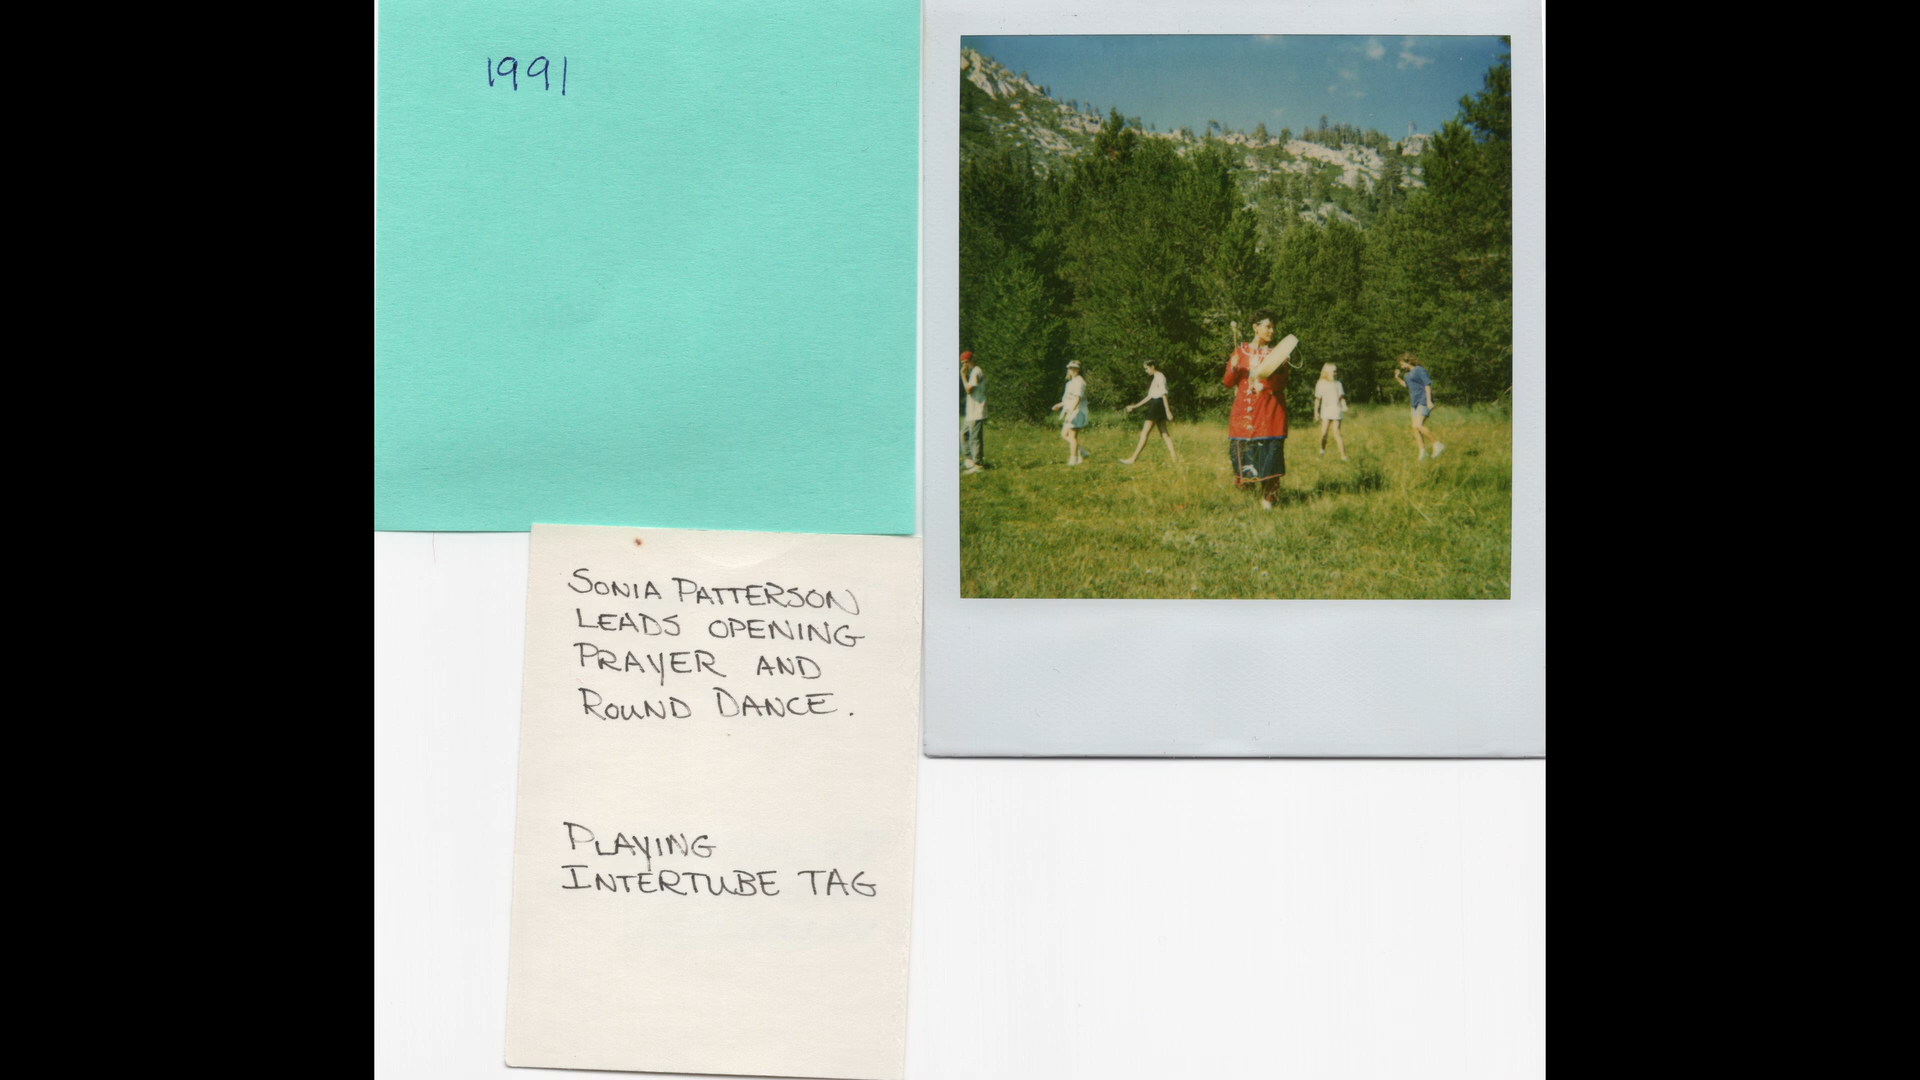 1991
SONIA PATTERSON
LEADS OPENING
PRAYER AND
ROUND DANCE.
PLAYING
INTERTUBE TAG